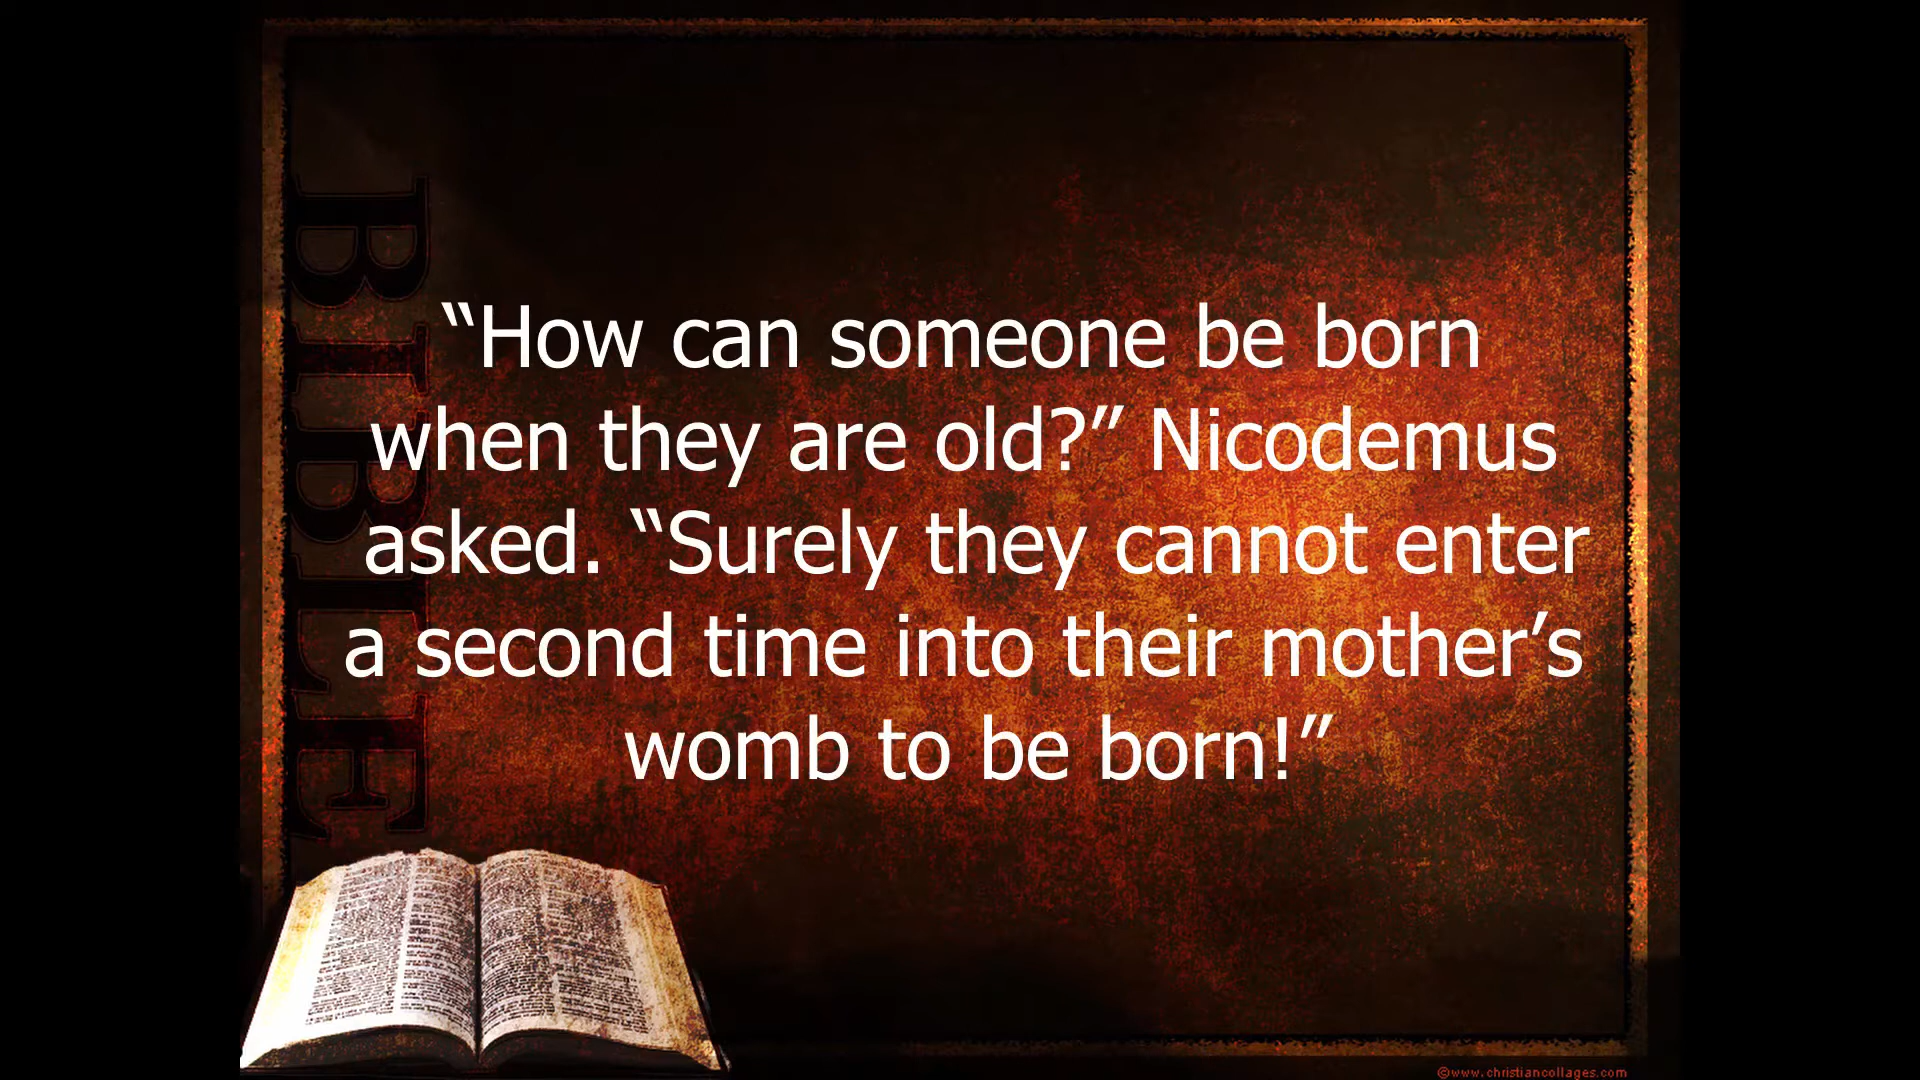 BIBLE
“How can someone be born
when they are old?” Nicodemus
asked. “Surely they cannot enter
a second time into their mother’s
womb to be born!”
©www.christiancollages.com